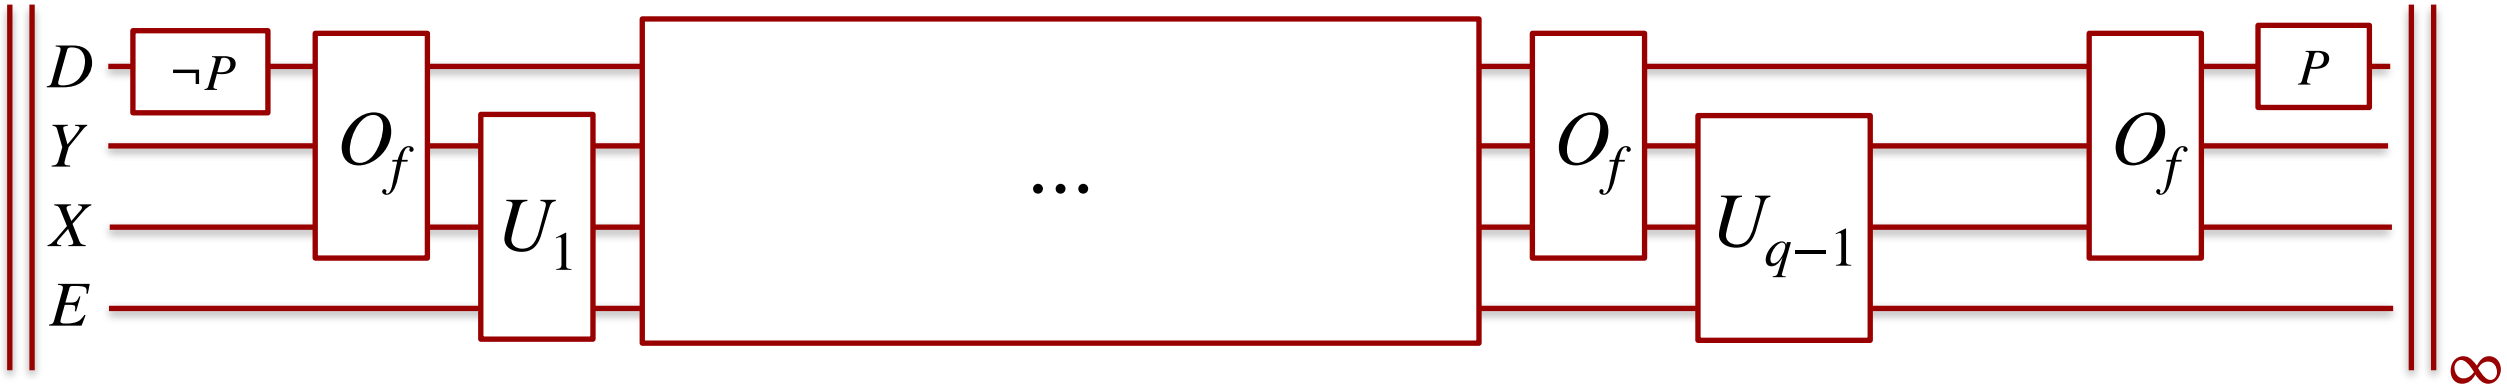 D ¬P O_f U_1 ... O_f U_{q−1} O_f P
Y
X
E
∞